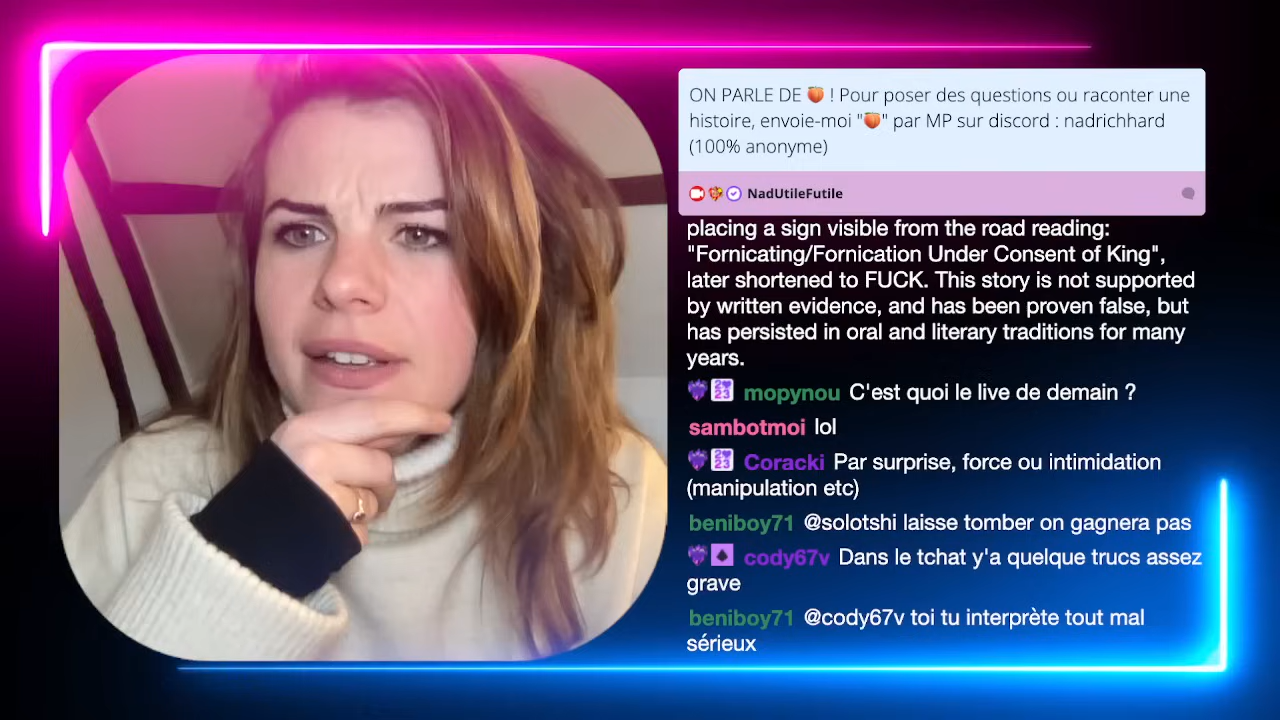 ON PARLE DE 🍑 ! Pour poser des questions ou raconter une
histoire, envoie-moi "🍑" par MP sur discord : nadrichhard
(100% anonyme)
NadUtileFutile
placing a sign visible from the road reading:
"Fornicating/Fornication Under Consent of King",
later shortened to FUCK. This story is not supported
by written evidence, and has been proven false, but
has persisted in oral and literary traditions for many
years.
2023 mopynou C'est quoi le live de demain ?
sambotmoi lol
2023 Coracki Par surprise, force ou intimidation
(manipulation etc)
beniboy71 @solotshi laisse tomber on gagnera pas
cody67v Dans le tchat y'a quelque trucs assez
grave
beniboy71 @cody67v toi tu interprète tout mal
sérieux